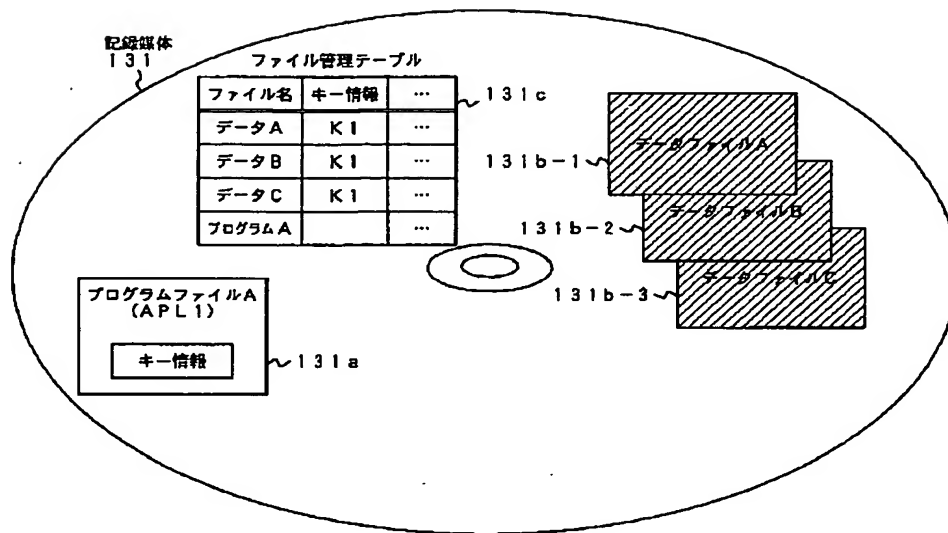 記録媒体
131
ファイル管理テーブル
ファイル名 キー情報 …
データA K1 …
データB K1 …
データC K1 …
プログラムA …
131c
データファイルA
131b-1
データファイルB
131b-2
データファイルC
131b-3
プログラムファイルA
(APL1)
キー情報
131a